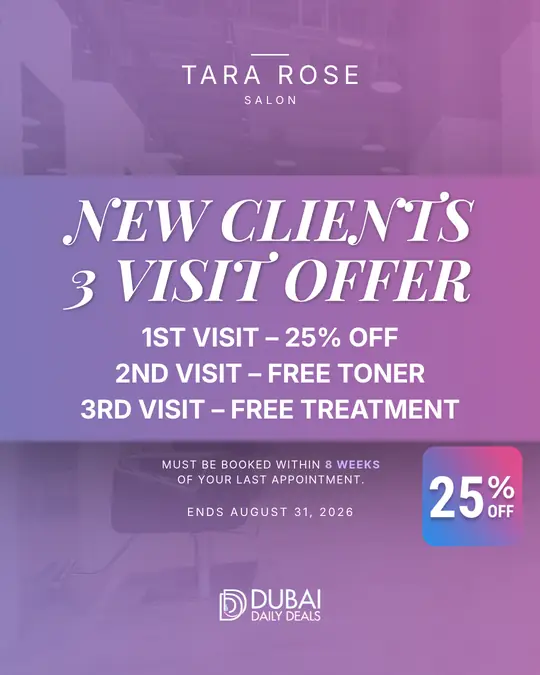 TARA ROSE
SALON
NEW CLIENTS
3 VISIT OFFER
1ST VISIT – 25% OFF
2ND VISIT – FREE TONER
3RD VISIT – FREE TREATMENT
MUST BE BOOKED WITHIN 8 WEEKS
OF YOUR LAST APPOINTMENT.
ENDS AUGUST 31, 2026
25% OFF
DUBAI
DAILY DEALS